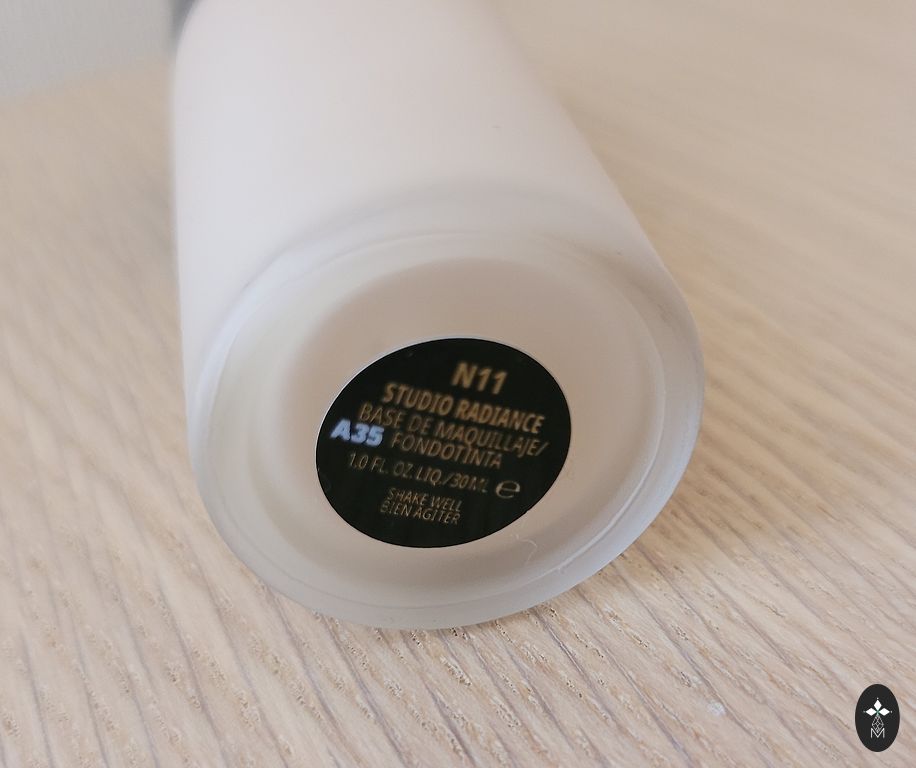 N11
STUDIO RADIANCE
BASE DE MAQUILLAJE/
A35 FONDOTINTA
1.0 FL. OZ. LIQ./30 ML ℮
SHAKE WELL
BIEN AGITER
M